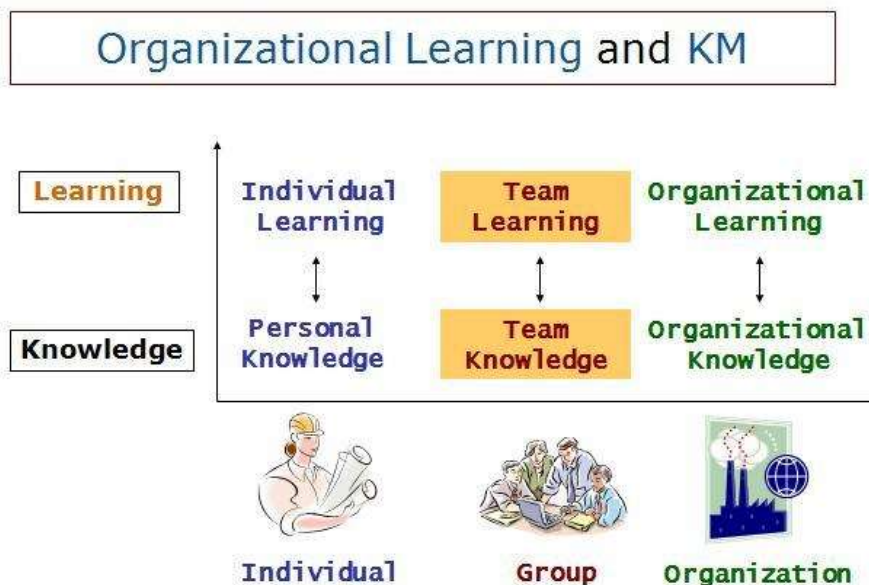 Organizational Learning and KM
Learning
Individual
Learning
Team
Learning
Organizational
Learning
Knowledge
Personal
Knowledge
Team
Knowledge
Organizational
Knowledge
Individual
Group
Organization